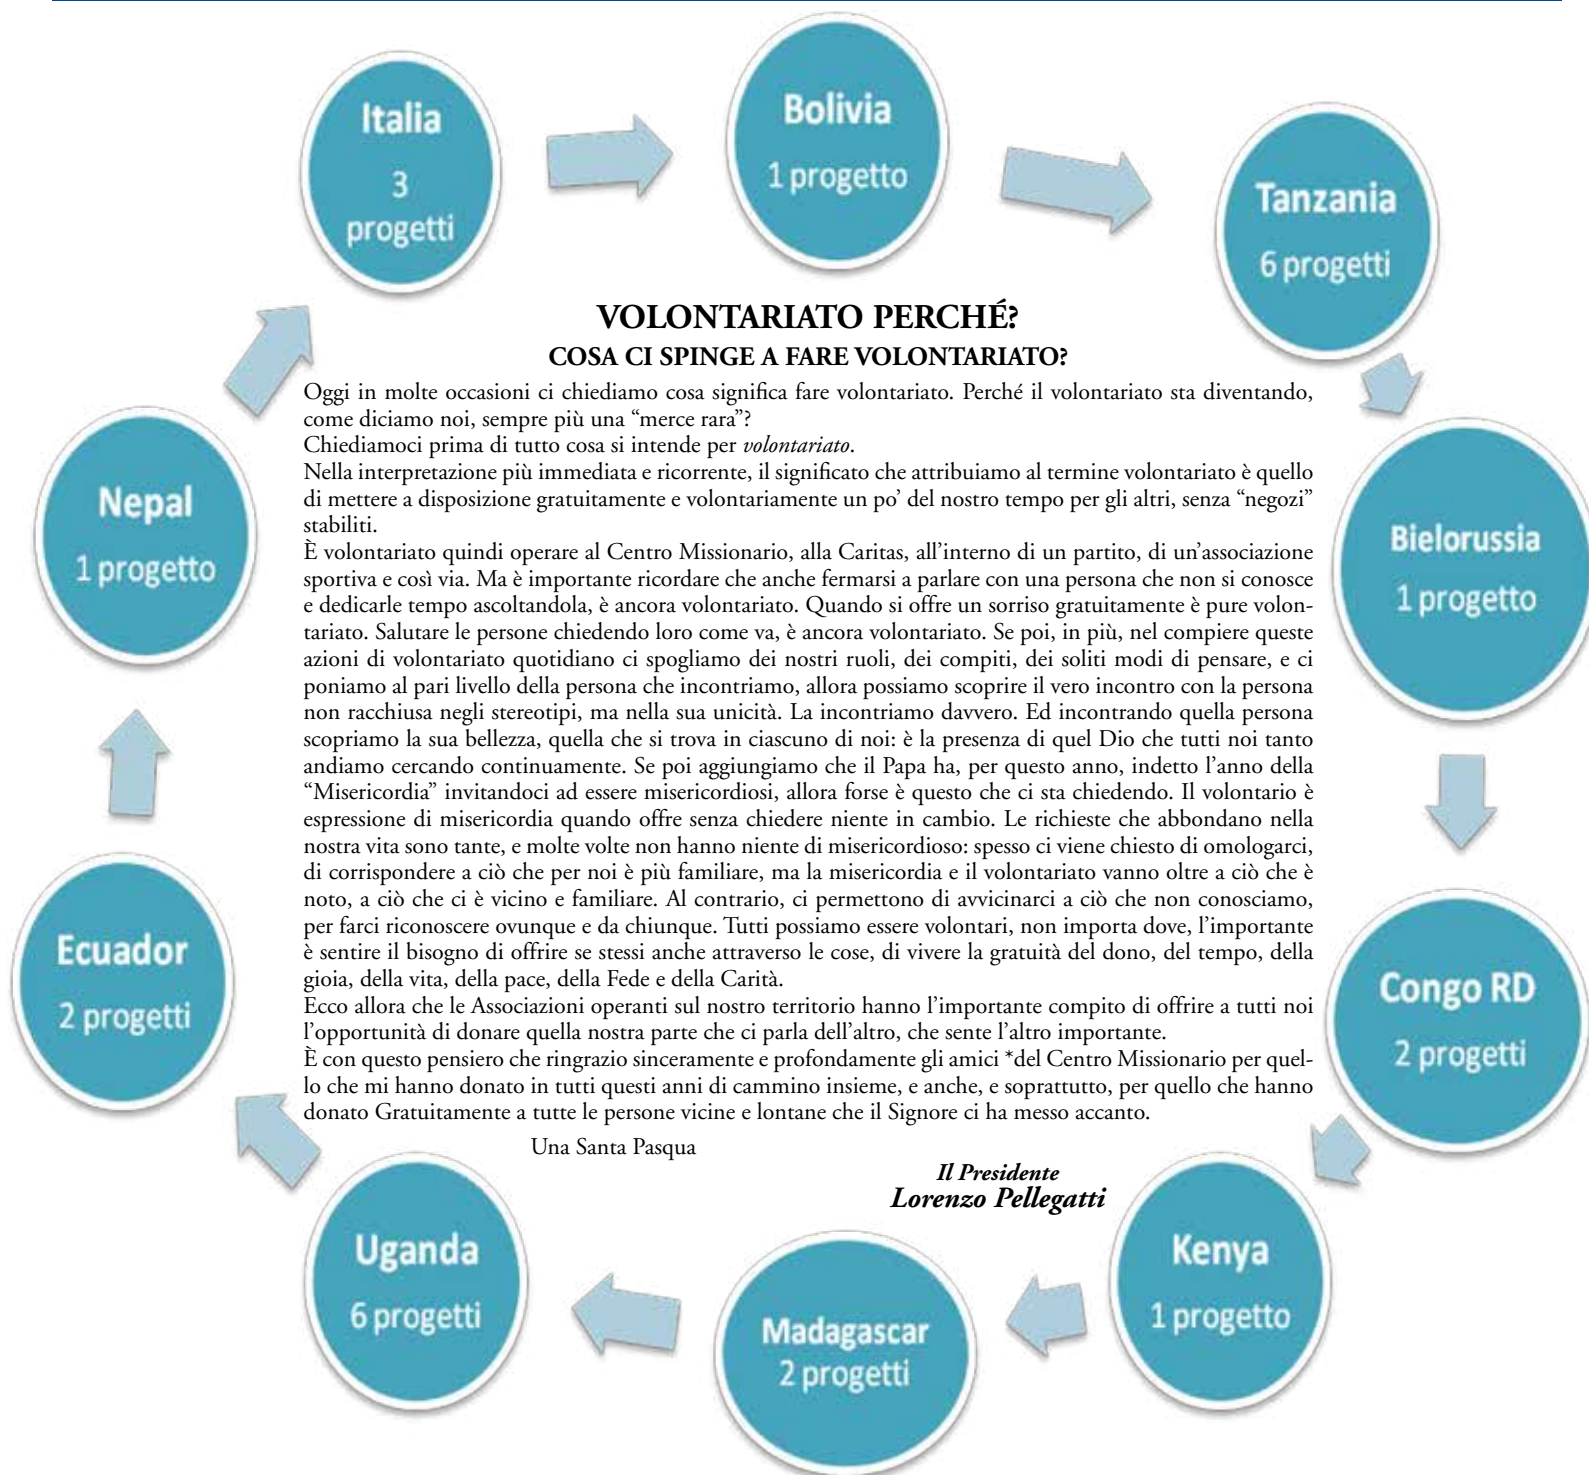 Italia
3
progetti
Bolivia
1 progetto
Tanzania
6 progetti
Bielorussia
1 progetto
Congo RD
2 progetti
Kenya
1 progetto
Madagascar
2 progetti
Uganda
6 progetti
Ecuador
2 progetti
Nepal
1 progetto
VOLONTARIATO PERCHÉ?
COSA CI SPINGE A FARE VOLONTARIATO?
Oggi in molte occasioni ci chiediamo cosa significa fare volontariato. Perché il volontariato sta diventando,
come diciamo noi, sempre più una “merce rara”?
Chiediamoci prima di tutto cosa si intende per volontariato.
Nella interpretazione più immediata e ricorrente, il significato che attribuiamo al termine volontariato è quello
di mettere a disposizione gratuitamente e volontariamente un po’ del nostro tempo per gli altri, senza “negozi”
stabiliti.
È volontariato quindi operare al Centro Missionario, alla Caritas, all’interno di un partito, di un’associazione
sportiva e così via. Ma è importante ricordare che anche fermarsi a parlare con una persona che non si conosce
e dedicarle tempo ascoltandola, è ancora volontariato. Quando si offre un sorriso gratuitamente è pure volon-
tariato. Salutare le persone chiedendo loro come va, è ancora volontariato. Se poi, in più, nel compiere queste
azioni di volontariato quotidiano ci spogliamo dei nostri ruoli, dei compiti, dei soliti modi di pensare, e ci
poniamo al pari livello della persona che incontriamo, allora possiamo scoprire il vero incontro con la persona
non racchiusa negli stereotipi, ma nella sua unicità. La incontriamo davvero. Ed incontrando quella persona
scopriamo la sua bellezza, quella che si trova in ciascuno di noi: è la presenza di quel Dio che tutti noi tanto
andiamo cercando continuamente. Se poi aggiungiamo che il Papa ha, per questo anno, indetto l’anno della
“Misericordia” invitandoci ad essere misericordiosi, allora forse è questo che ci sta chiedendo. Il volontario è
espressione di misericordia quando offre senza chiedere niente in cambio. Le richieste che abbondano nella
nostra vita sono tante, e molte volte non hanno niente di misericordioso: spesso ci viene chiesto di omologarci,
di corrispondere a ciò che per noi è più familiare, ma la misericordia e il volontariato vanno oltre a ciò che è
noto, a ciò che ci è vicino e familiare. Al contrario, ci permettono di avvicinarci a ciò che non conosciamo,
per farci riconoscere ovunque e da chiunque. Tutti possiamo essere volontari, non importa dove, l’importante
è sentire il bisogno di offrire se stessi anche attraverso le cose, di vivere la gratuità del dono, del tempo, della
gioia, della vita, della pace, della Fede e della Carità.
Ecco allora che le Associazioni operanti sul nostro territorio hanno l’importante compito di offrire a tutti noi
l’opportunità di donare quella nostra parte che ci parla dell’altro, che sente l’altro importante.
È con questo pensiero che ringrazio sinceramente e profondamente gli amici *del Centro Missionario per quel-
lo che mi hanno donato in tutti questi anni di cammino insieme, e anche, e soprattutto, per quello che hanno
donato Gratuitamente a tutte le persone vicine e lontane che il Signore ci ha messo accanto.
Una Santa Pasqua
Il Presidente
Lorenzo Pellegatti